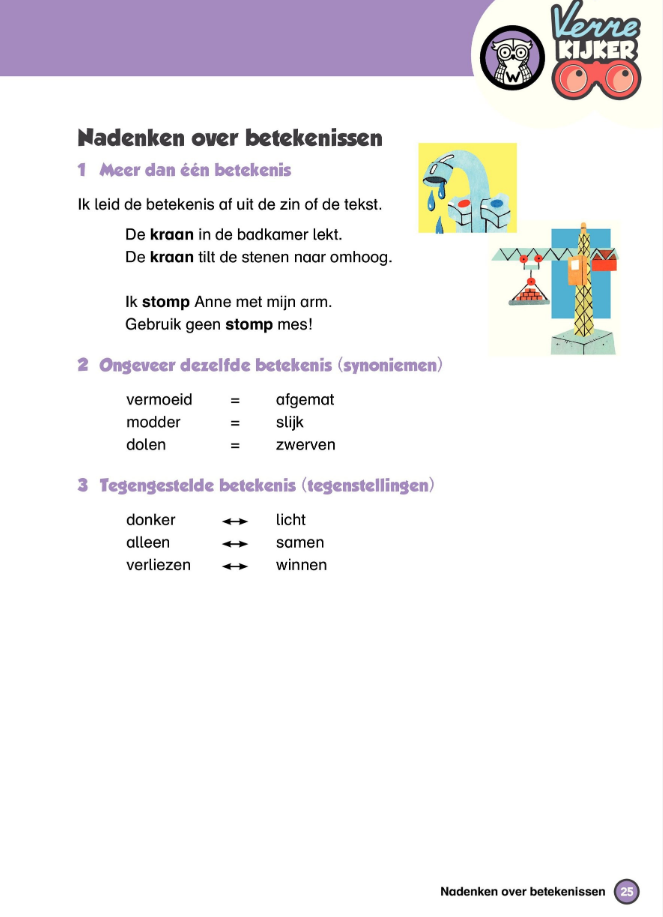 Verre
KIJKER
W
Nadenken over betekenissen
1 Meer dan één betekenis
Ik leid de betekenis af uit de zin of de tekst.
De kraan in de badkamer lekt.
De kraan tilt de stenen naar omhoog.
Ik stomp Anne met mijn arm.
Gebruik geen stomp mes!
2 Ongeveer dezelfde betekenis (synoniemen)
vermoeid = afgemat
modder = slijk
dolen = zwerven
3 Tegengestelde betekenis (tegenstellingen)
donker ↔ licht
alleen ↔ samen
verliezen ↔ winnen
Nadenken over betekenissen 25